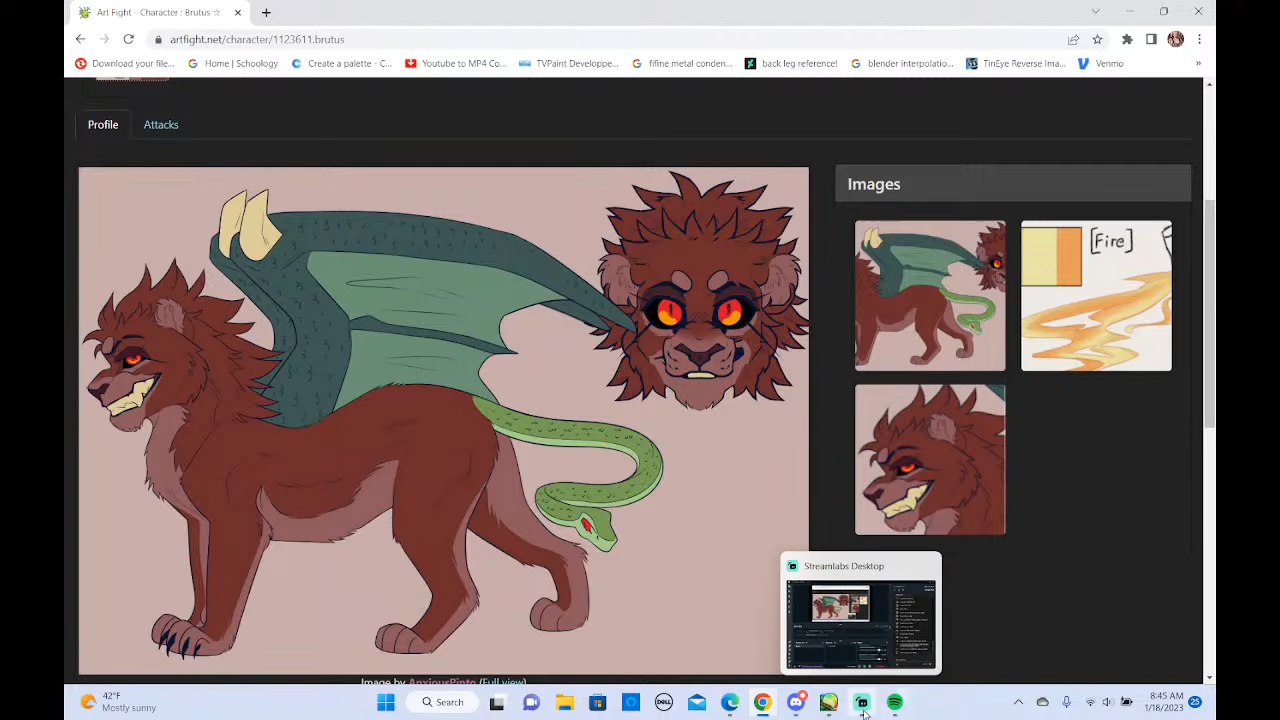 Art Fight - Character : Brutus ☆
artfight.net/character/1123611.brutus
Download your file...
Home | Schoology
Create a palette - C...
Youtube to MP4 Co...
TVPaint Developpe...
fifine metal conden...
back leg reference!
blender interpolatio...
TinEye Reverse Ima...
Venmo
Profile
Attacks
Images
[Fire]
Streamlabs Desktop
Image by AnxiousPinto (Full view)
42°F
Mostly sunny
Search
DELL
8:45 AM
1/18/2023
25